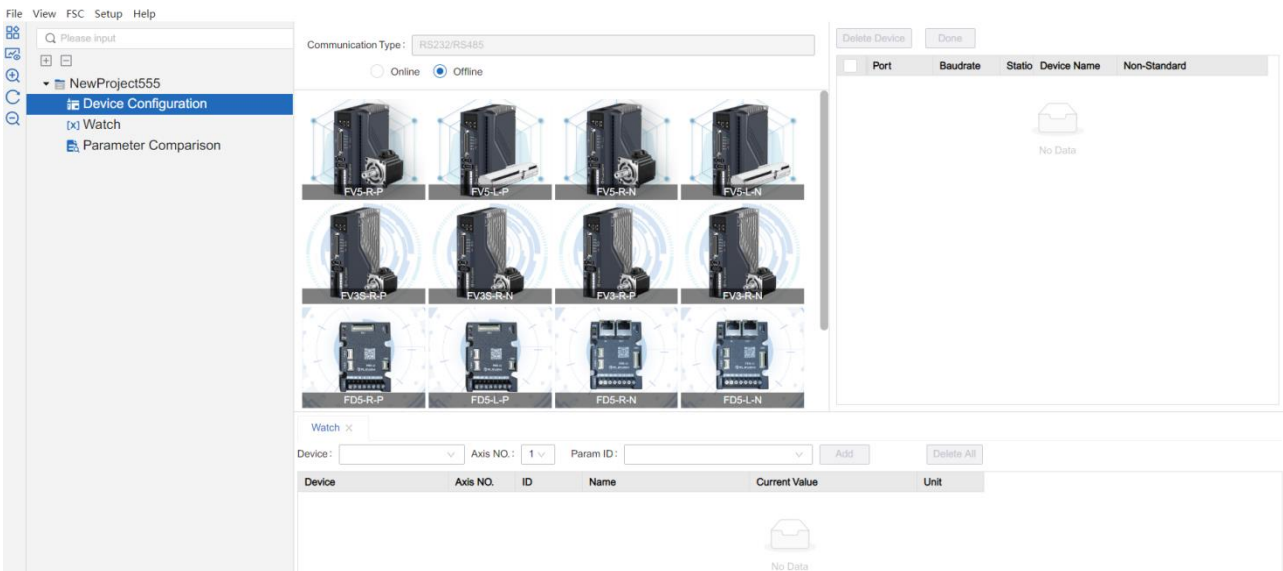 File View FSC Setup Help
Please input
NewProject555
Device Configuration
[x] Watch
Parameter Comparison
Communication Type : RS232/RS485
Online Offline
FV5-R-P FV5-L-P FV5-R-N FV5-L-N
FV3S-R-P FV3S-R-N FV3-R-P FV3-R-N
FD5-R-P FD5-L-P FD5-R-N FD5-L-N
Delete Device Done
Port Baudrate Statio Device Name Non-Standard
No Data
Watch
Device : Axis NO. : 1 Param ID : Add Delete All
Device Axis NO. ID Name Current Value Unit
No Data